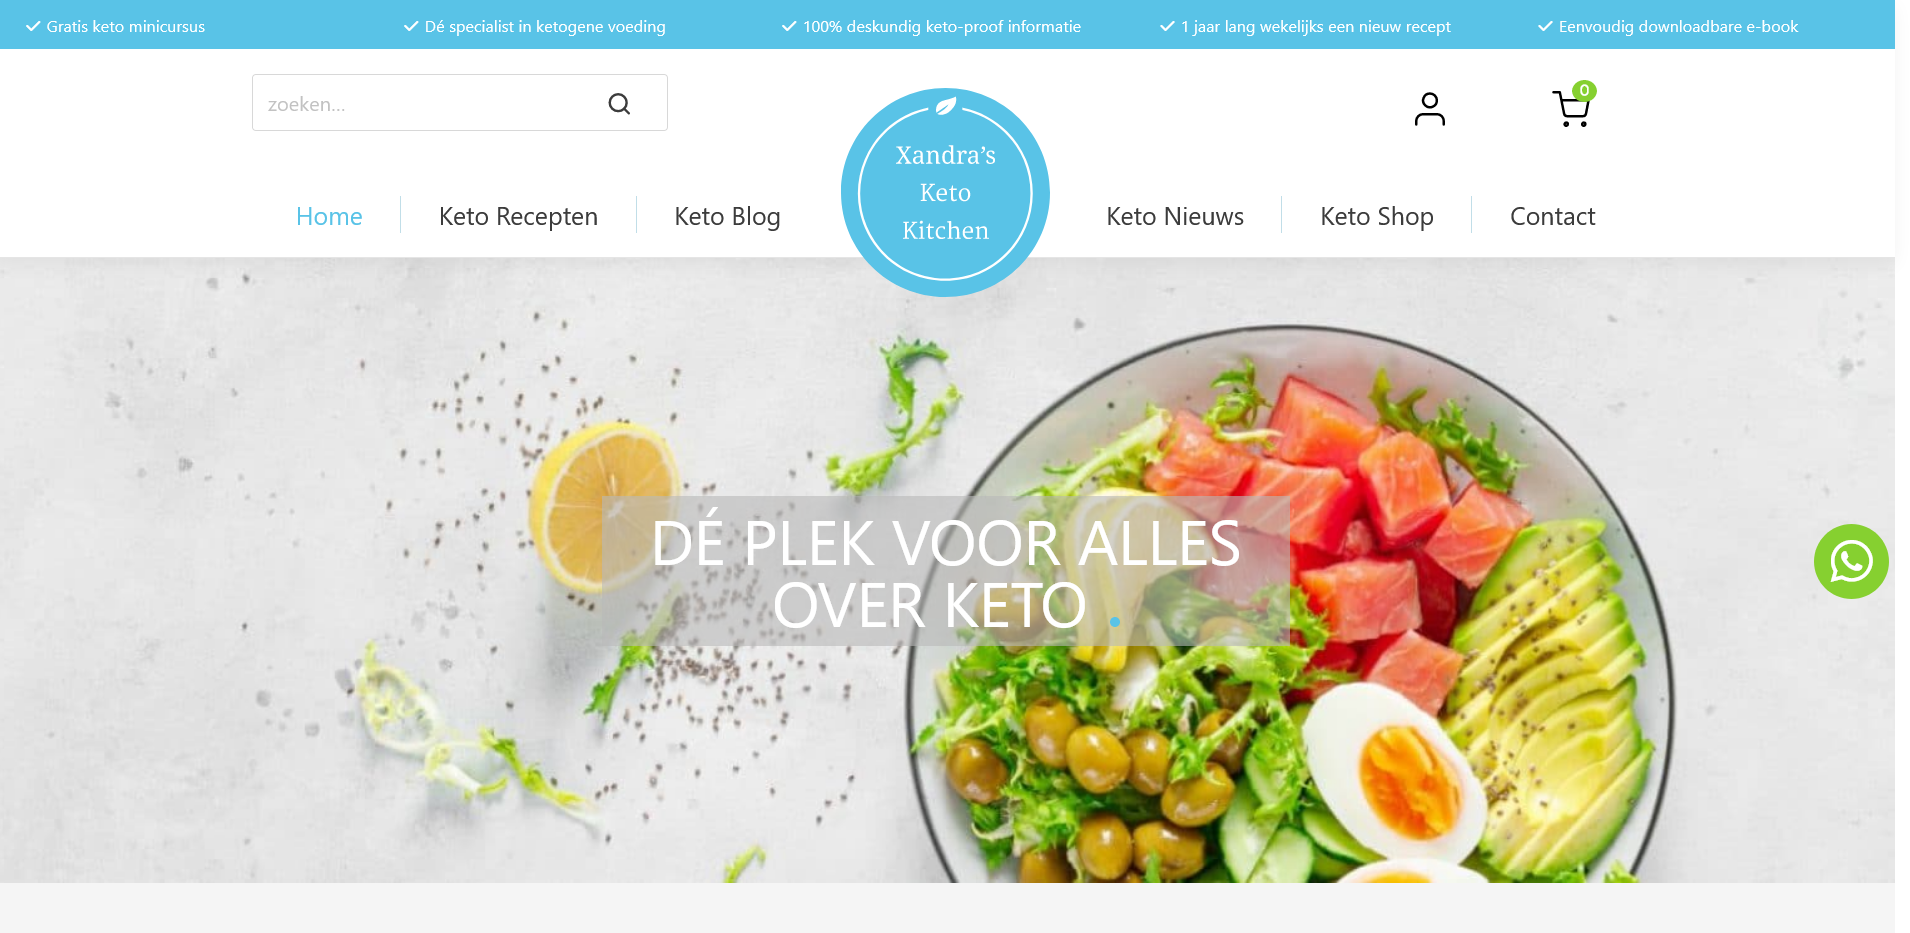 Gratis keto minicursus
Dé specialist in ketogene voeding
100% deskundig keto-proof informatie
1 jaar lang wekelijks een nieuw recept
Eenvoudig downloadbare e-book
zoeken...
0
Xandra's
Keto
Kitchen
Home
Keto Recepten
Keto Blog
Keto Nieuws
Keto Shop
Contact
DÉ PLEK VOOR ALLES
OVER KETO .